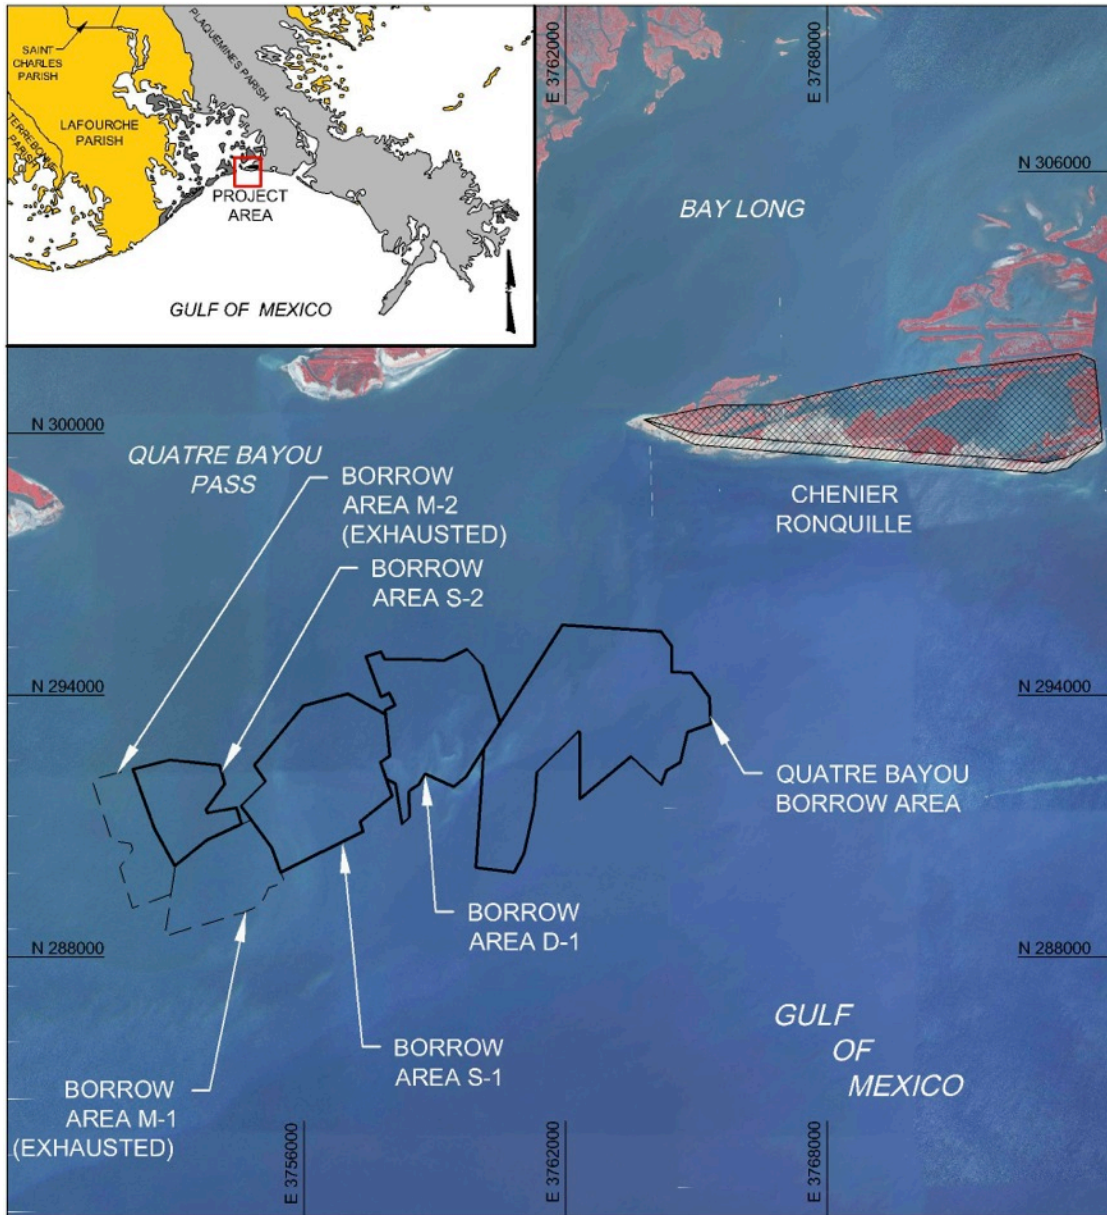 SAINT
CHARLES
PARISH
PLAQUEMINES PARISH
LAFOURCHE
PARISH
TERREBONNE
PARISH
PROJECT
AREA
GULF OF MEXICO
E 3762000
E 3768000
N 306000
BAY LONG
N 300000
QUATRE BAYOU
PASS
BORROW
AREA M-2
(EXHAUSTED)
BORROW
AREA S-2
CHENIER
RONQUILLE
N 294000
N 294000
QUATRE BAYOU
BORROW AREA
BORROW
AREA D-1
N 288000
N 288000
GULF
OF
MEXICO
BORROW
AREA S-1
BORROW
AREA M-1
(EXHAUSTED)
E 3756000
E 3762000
E 3768000